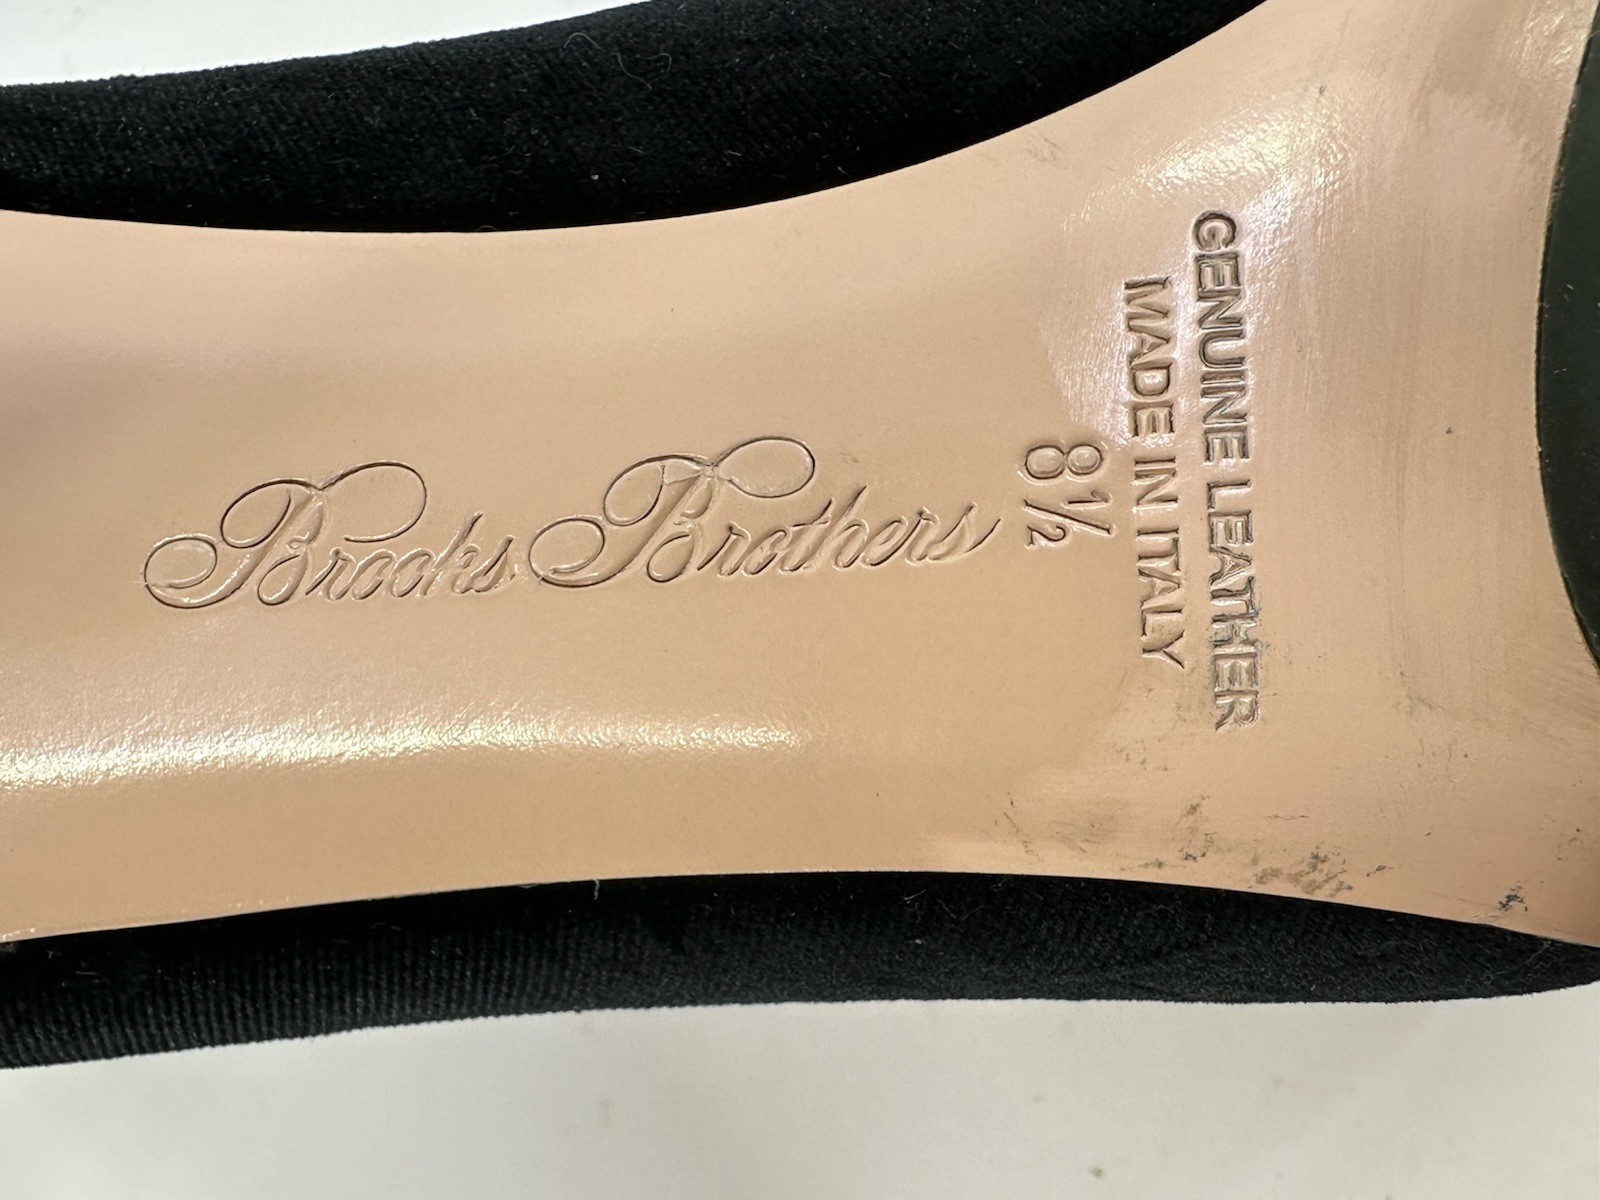 Brooks Brothers
8½
MADE IN ITALY
GENUINE LEATHER